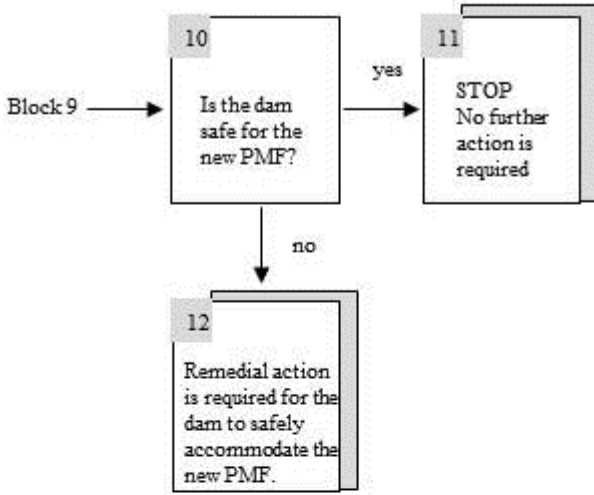 10
Block 9
Is the dam
safe for the
new PMF?
yes
11
STOP
No further
action is
required
no
12
Remedial action
is required for the
dam to safely
accommodate the
new PMF.